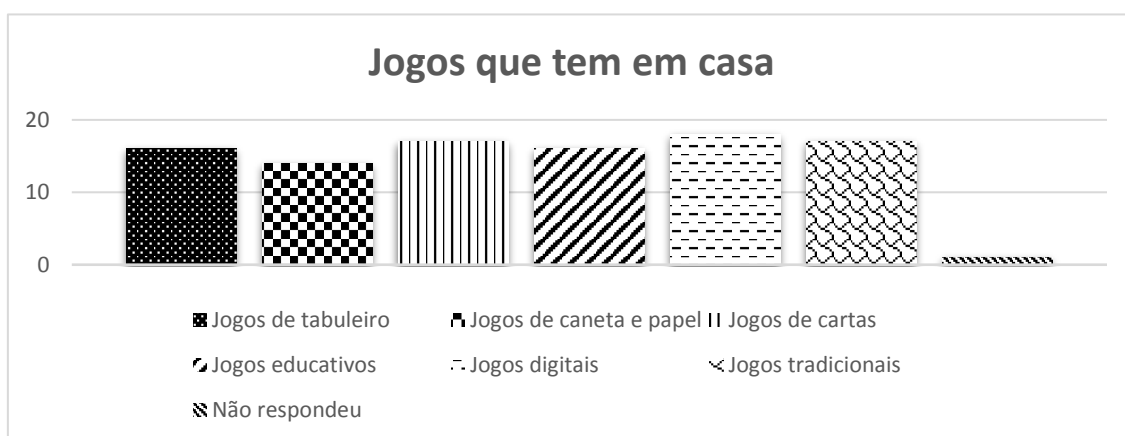 Jogos que tem em casa
20
10
0
Jogos de tabuleiro Jogos de caneta e papel Jogos de cartas
Jogos educativos Jogos digitais Jogos tradicionais
Não respondeu